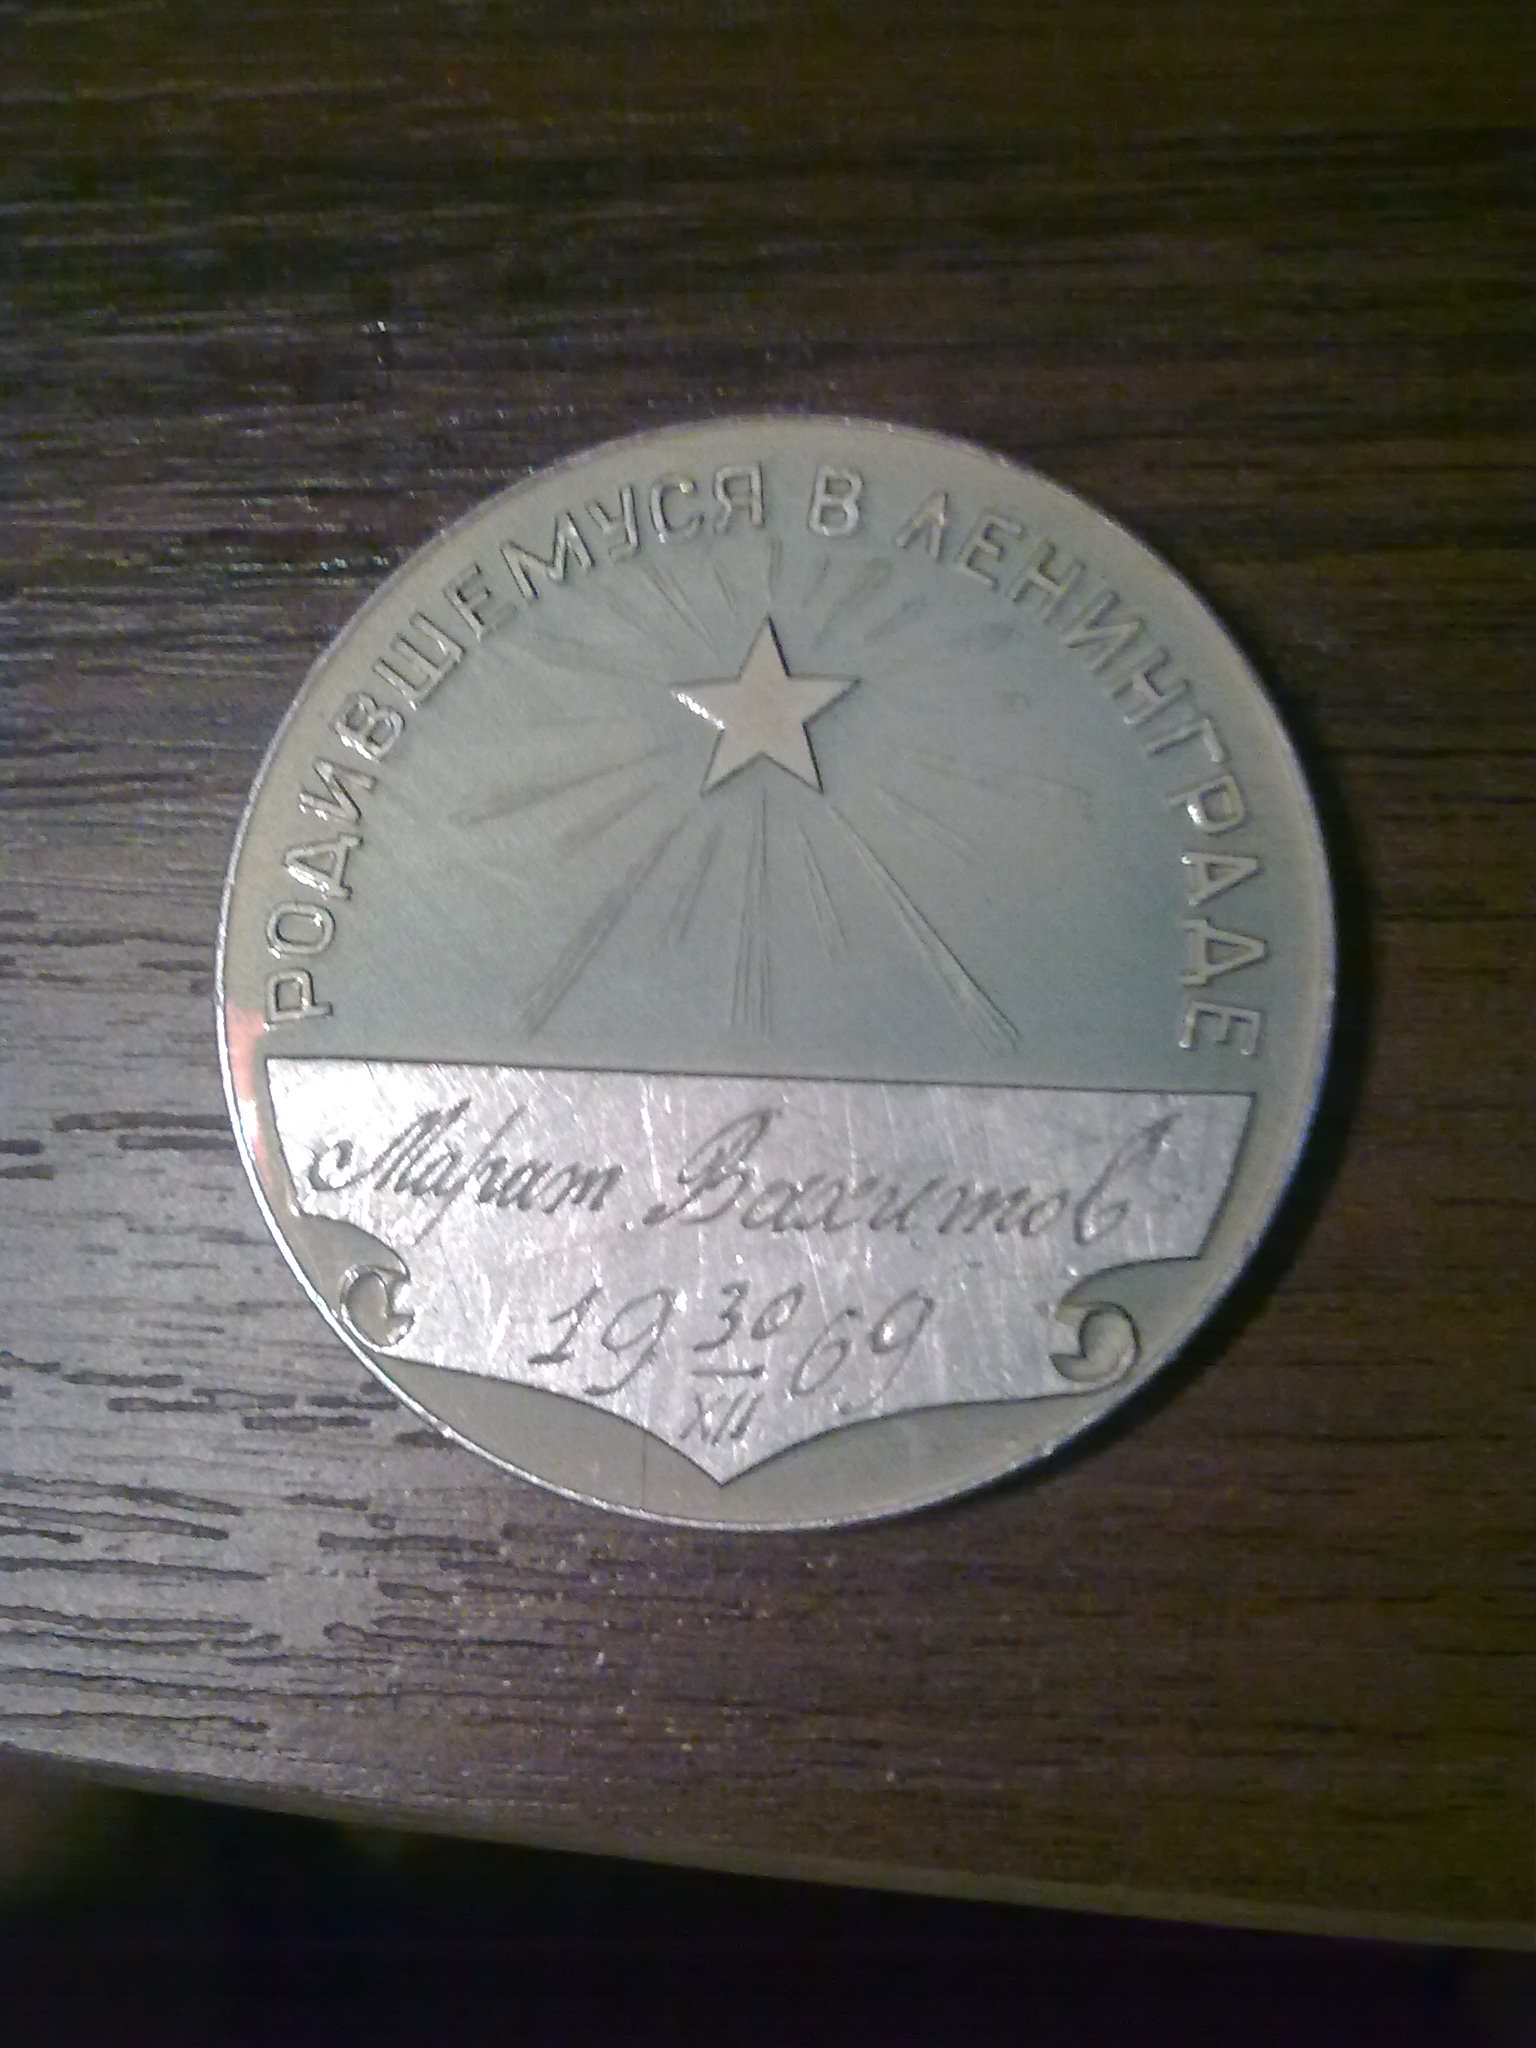 РОДИВШЕМУСЯ В ЛЕНИНГРАДЕ
Марат Вахитов
19 30/XII 69